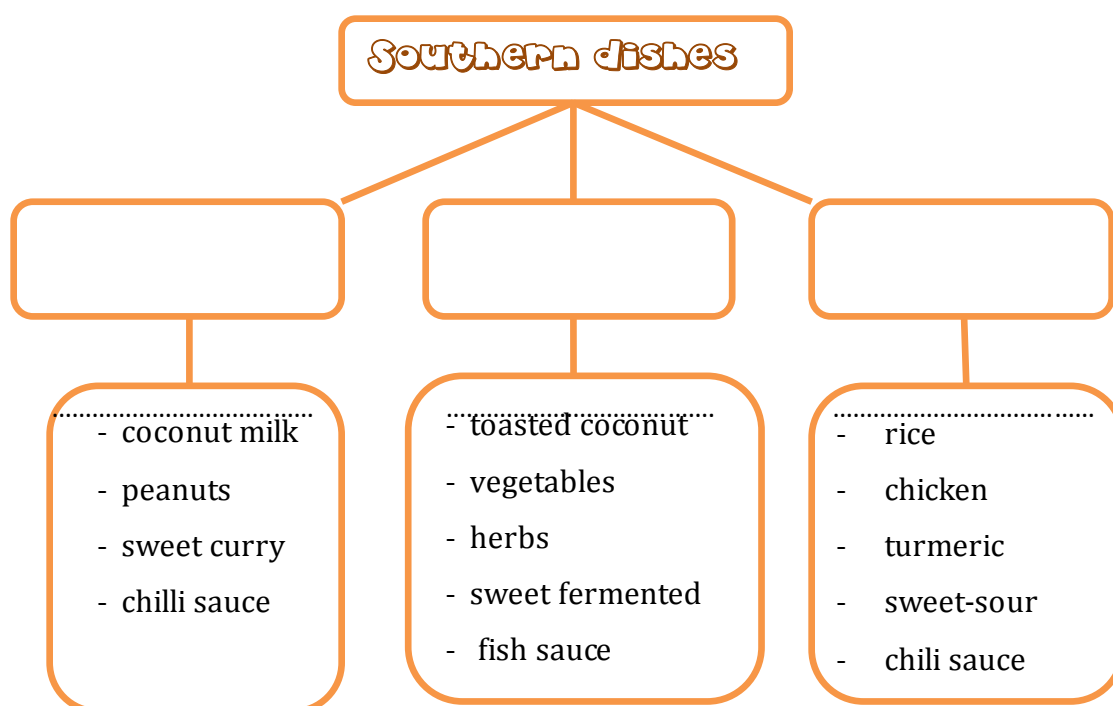 Southern dishes
....................................... 
- coconut milk
- peanuts
- sweet curry
- chilli sauce
........................................
- toasted coconut
- vegetables
- herbs
- sweet fermented
- fish sauce
.......................................
- rice
- chicken
- turmeric
- sweet-sour
- chili sauce